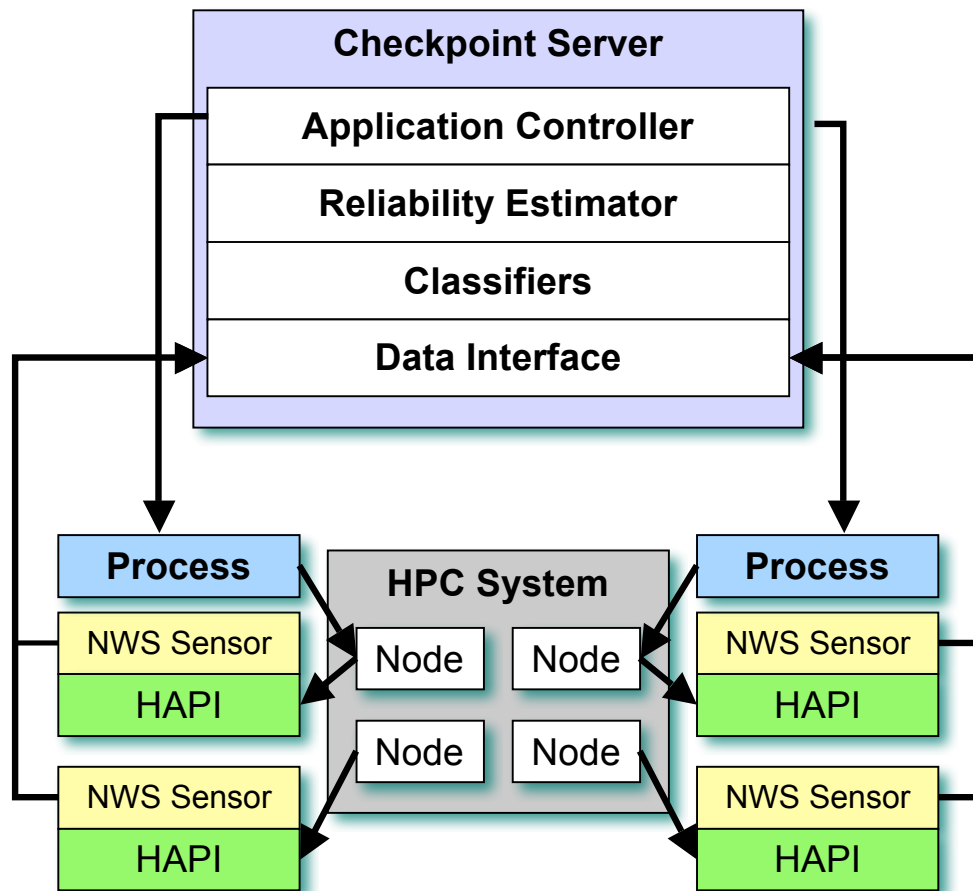 Checkpoint Server
Application Controller
Reliability Estimator
Classifiers
Data Interface
Process
HPC System
Process
NWS Sensor
HAPI
Node
Node
NWS Sensor
HAPI
Node
Node
NWS Sensor
HAPI
NWS Sensor
HAPI